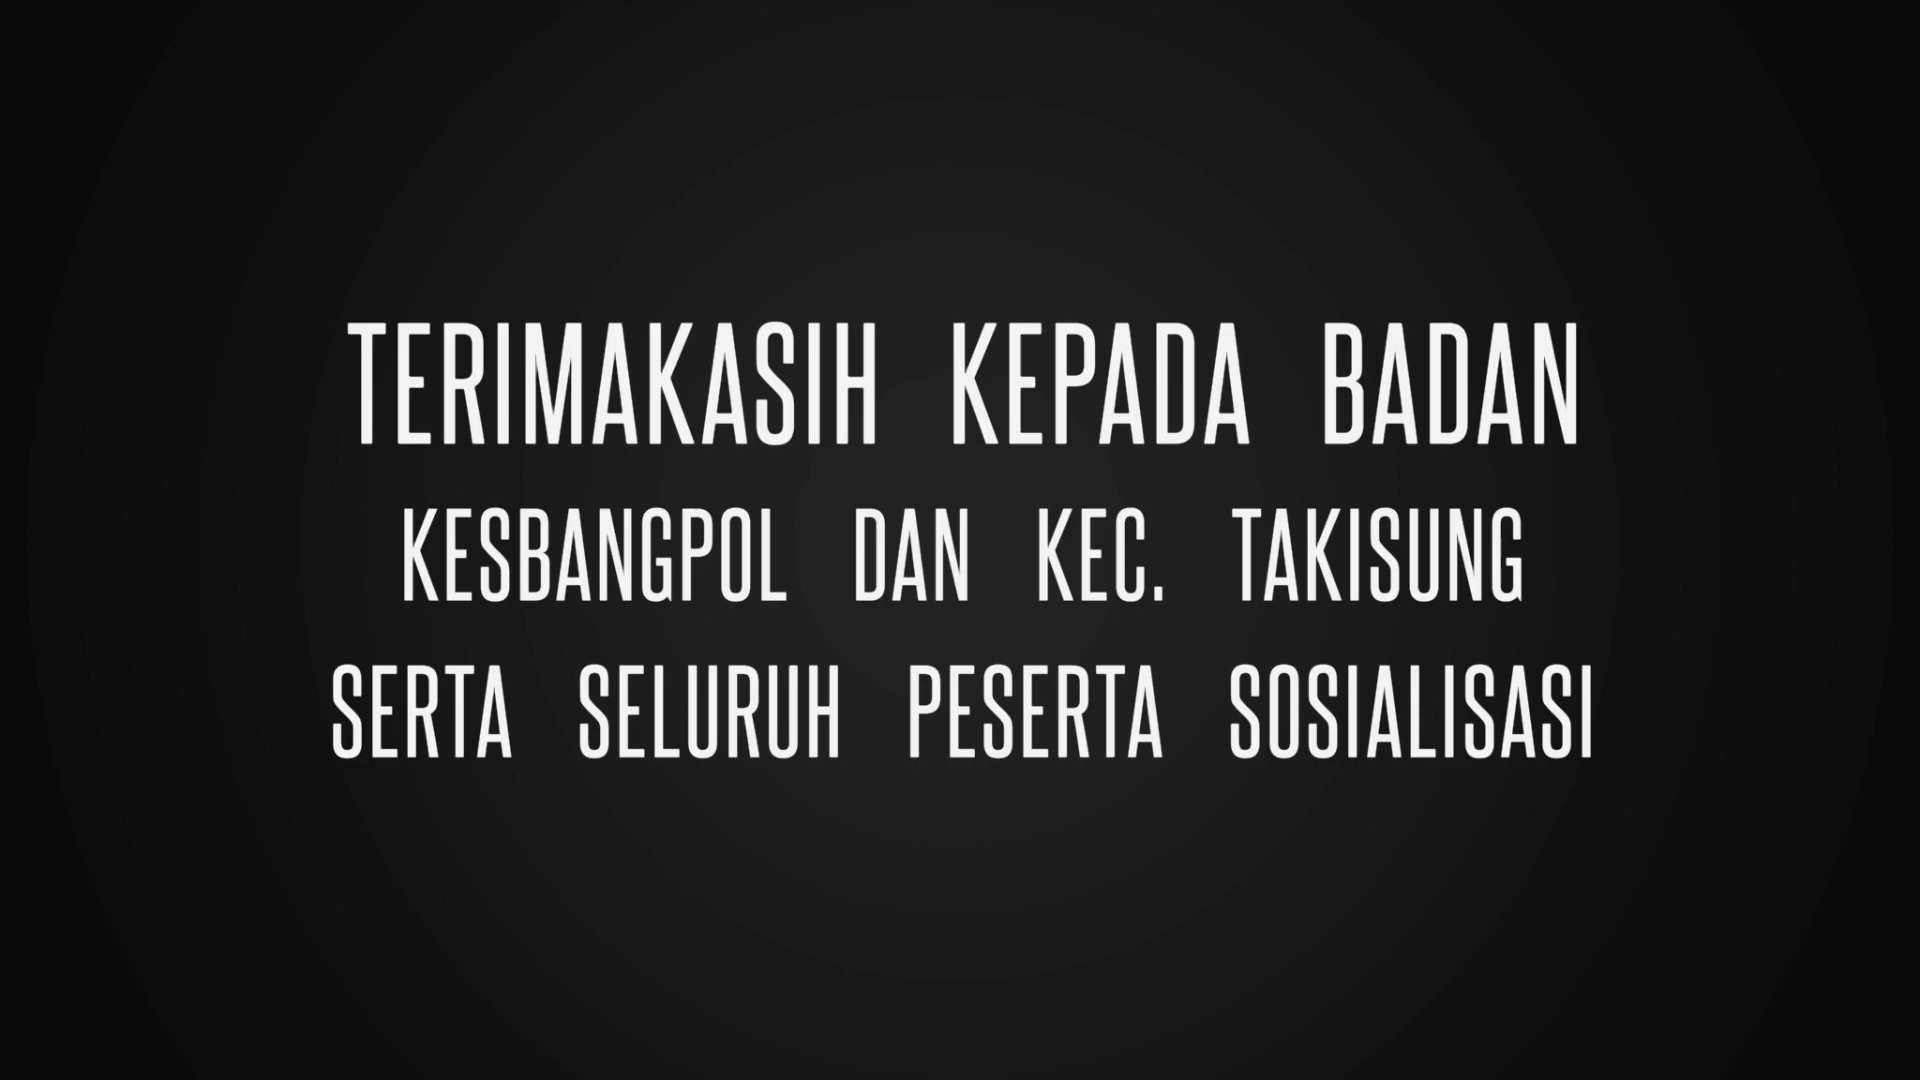 TERIMAKASIH KEPADA BADAN
KESBANGPOL DAN KEC. TAKISUNG
SERTA SELURUH PESERTA SOSIALISASI